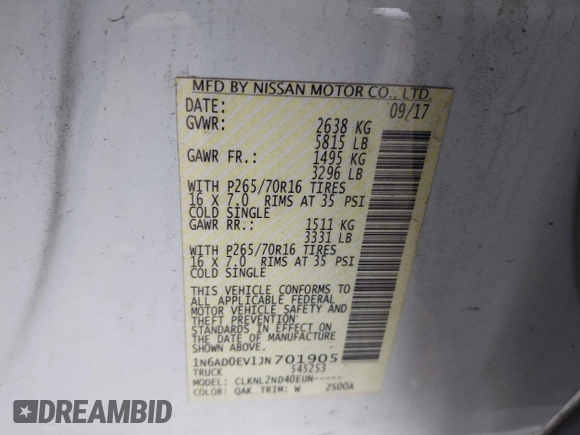 MFD BY NISSAN MOTOR CO., LTD.
DATE: 09/17
GVWR: 2638 KG
5815 LB
GAWR FR.: 1495 KG
3296 LB
WITH P265/70R16 TIRES
16 X 7.0 RIMS AT 35 PSI
COLD SINGLE
GAWR RR.: 1511 KG
3331 LB
WITH P265/70R16 TIRES
16 X 7.0 RIMS AT 35 PSI
COLD SINGLE
THIS VEHICLE CONFORMS TO
ALL APPLICABLE FEDERAL
MOTOR VEHICLE SAFETY AND
THEFT PREVENTION
STANDARDS IN EFFECT ON
THE DATE OF MANUFACTURE
SHOWN ABOVE.
1N6AD0EV1JN701905
TRUCK 545253
MODEL: CLKNL2ND40EUN-----
COLOR: QAK TRIM: W Z500A
AUTOBIDCAR
autobidcar.com